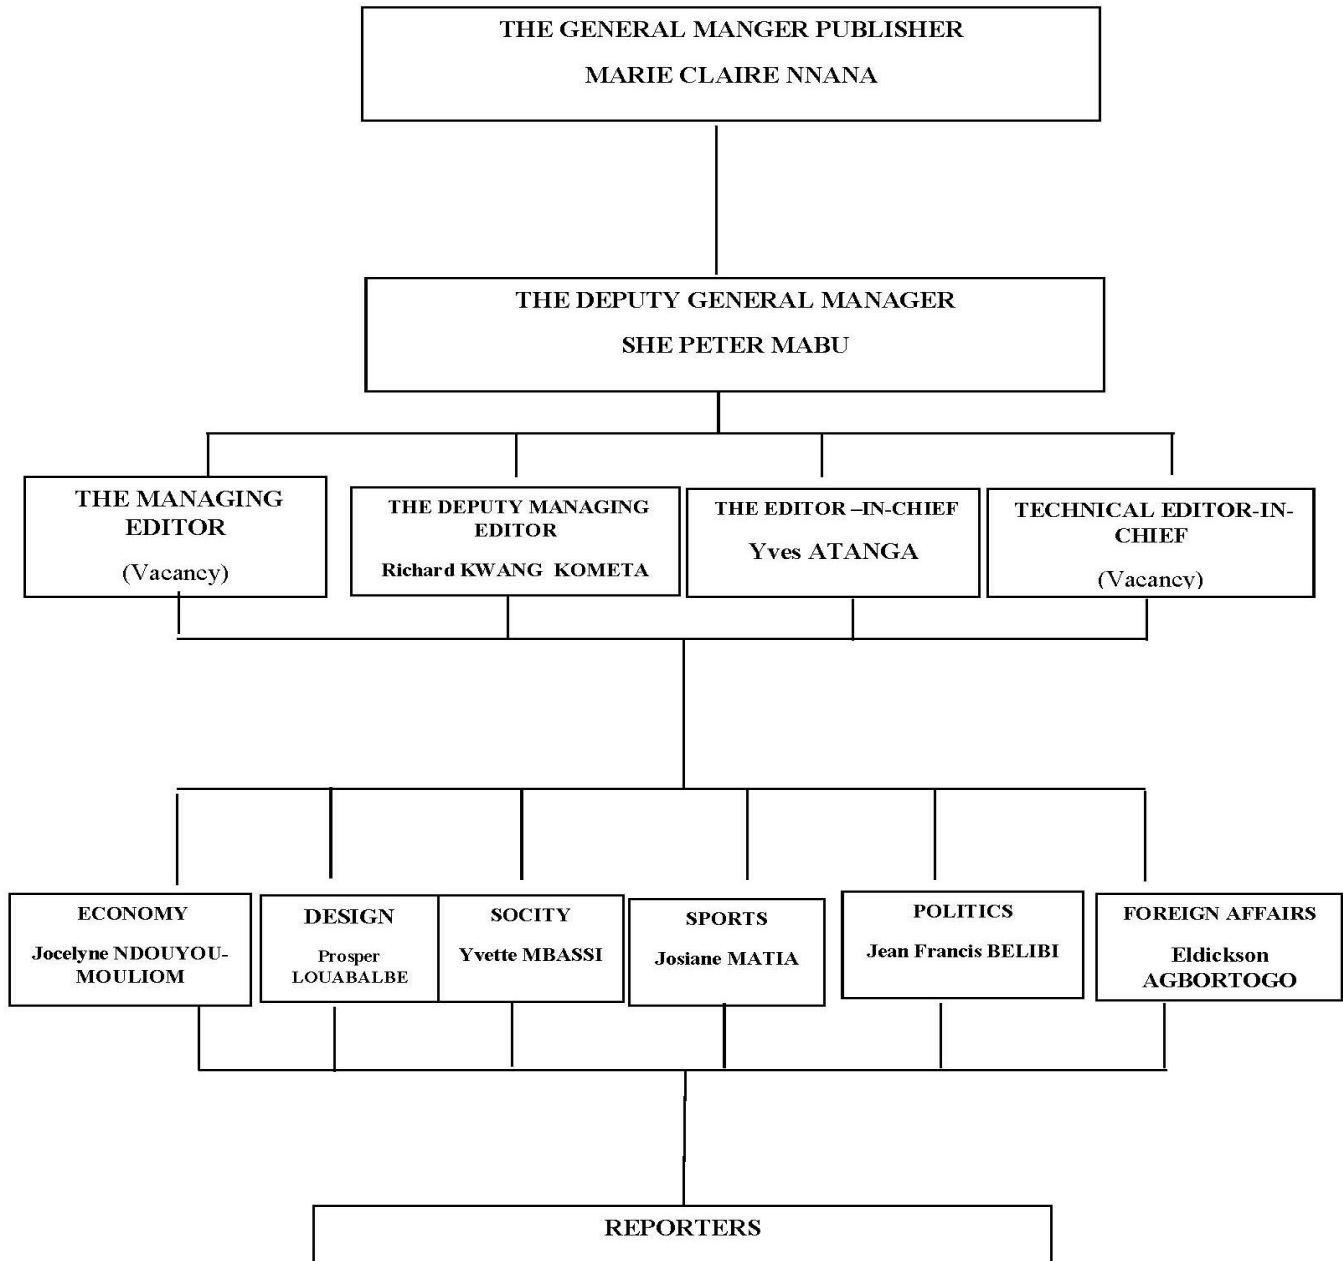 THE GENERAL MANGER PUBLISHER
MARIE CLAIRE NNANA
THE DEPUTY GENERAL MANAGER
SHE PETER MABU
THE MANAGING
EDITOR
(Vacancy)
THE DEPUTY MANAGING
EDITOR
Richard KWANG KOMETA
THE EDITOR –IN-CHIEF
Yves ATANGA
TECHNICAL EDITOR-IN-
CHIEF
(Vacancy)
ECONOMY
Jocelyne NDOUYOU-
MOULIOM
DESIGN
Prosper
LOUABALBE
SOCITY
Yvette MBASSI
SPORTS
Josiane MATIA
POLITICS
Jean Francis BELIBI
FOREIGN AFFAIRS
Eldickson
AGBORTOGO
REPORTERS